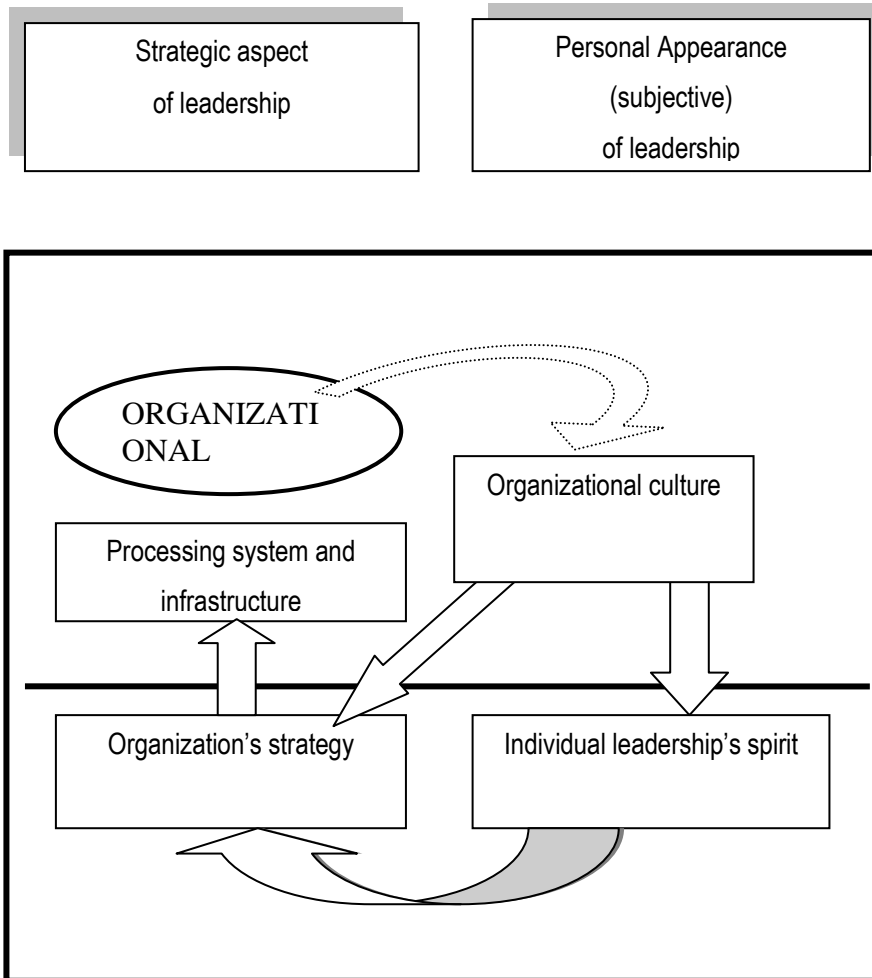 Strategic aspect
of leadership
Personal Appearance
(subjective)
of leadership
ORGANIZATI
ONAL
Organizational culture
Processing system and
infrastructure
Organization’s strategy
Individual leadership’s spirit